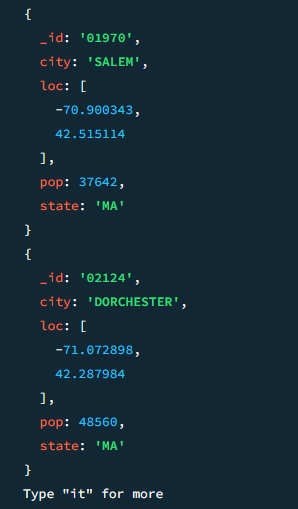 {
  _id: '01970',
  city: 'SALEM',
  loc: [
    -70.900343,
    42.515114
  ],
  pop: 37642,
  state: 'MA'
}
{
  _id: '02124',
  city: 'DORCHESTER',
  loc: [
    -71.072898,
    42.287984
  ],
  pop: 48560,
  state: 'MA'
}
Type "it" for more